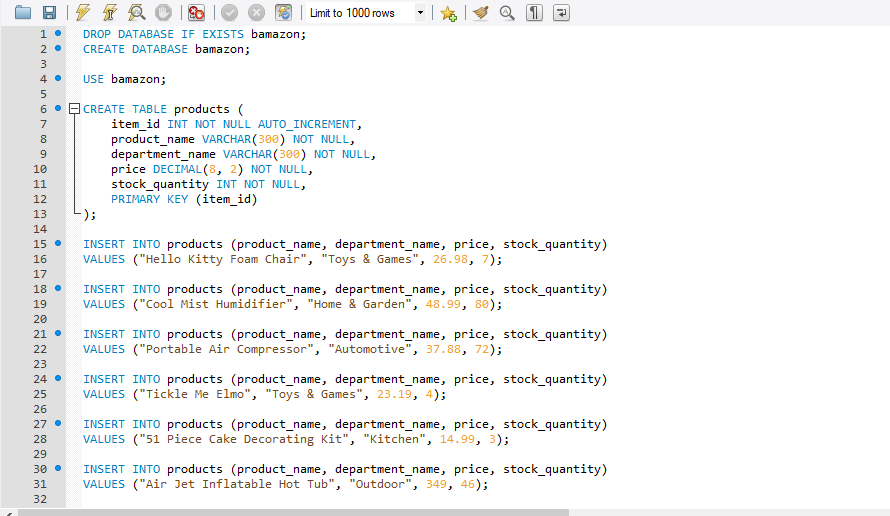 Limit to 1000 rows
1 DROP DATABASE IF EXISTS bamazon;
2 CREATE DATABASE bamazon;
3
4 USE bamazon;
5
6 CREATE TABLE products (
7 item_id INT NOT NULL AUTO_INCREMENT,
8 product_name VARCHAR(300) NOT NULL,
9 department_name VARCHAR(300) NOT NULL,
10 price DECIMAL(8, 2) NOT NULL,
11 stock_quantity INT NOT NULL,
12 PRIMARY KEY (item_id)
13 );
14
15 INSERT INTO products (product_name, department_name, price, stock_quantity)
16 VALUES ("Hello Kitty Foam Chair", "Toys & Games", 26.98, 7);
17
18 INSERT INTO products (product_name, department_name, price, stock_quantity)
19 VALUES ("Cool Mist Humidifier", "Home & Garden", 48.99, 80);
20
21 INSERT INTO products (product_name, department_name, price, stock_quantity)
22 VALUES ("Portable Air Compressor", "Automotive", 37.88, 72);
23
24 INSERT INTO products (product_name, department_name, price, stock_quantity)
25 VALUES ("Tickle Me Elmo", "Toys & Games", 23.19, 4);
26
27 INSERT INTO products (product_name, department_name, price, stock_quantity)
28 VALUES ("51 Piece Cake Decorating Kit", "Kitchen", 14.99, 3);
29
30 INSERT INTO products (product_name, department_name, price, stock_quantity)
31 VALUES ("Air Jet Inflatable Hot Tub", "Outdoor", 349, 46);
32